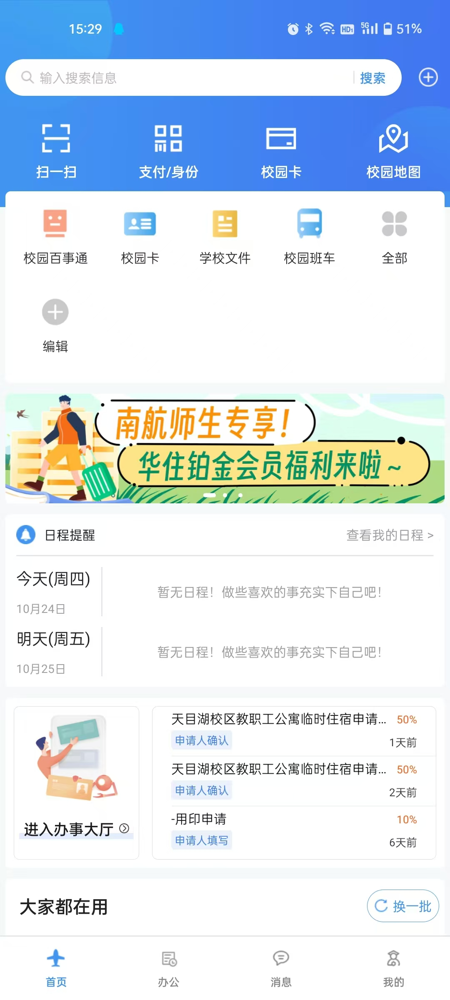 15:29
HD1 5G 51%
输入搜索信息 搜索
扫一扫 支付/身份 校园卡 校园地图
校园百事通 校园卡 学校文件 校园班车 全部
编辑
南航师生专享!
华住铂金会员福利来啦~
日程提醒 查看我的日程 >
今天(周四)
暂无日程！做些喜欢的事充实下自己吧！
10月24日
明天(周五)
暂无日程！做些喜欢的事充实下自己吧！
10月25日
天目湖校区教职工公寓临时住宿申请... 50%
申请人确认 1天前
天目湖校区教职工公寓临时住宿申请... 50%
申请人确认 2天前
-用印申请 10%
申请人填写 6天前
进入办事大厅
大家都在用 换一批
首页 办公 消息 我的